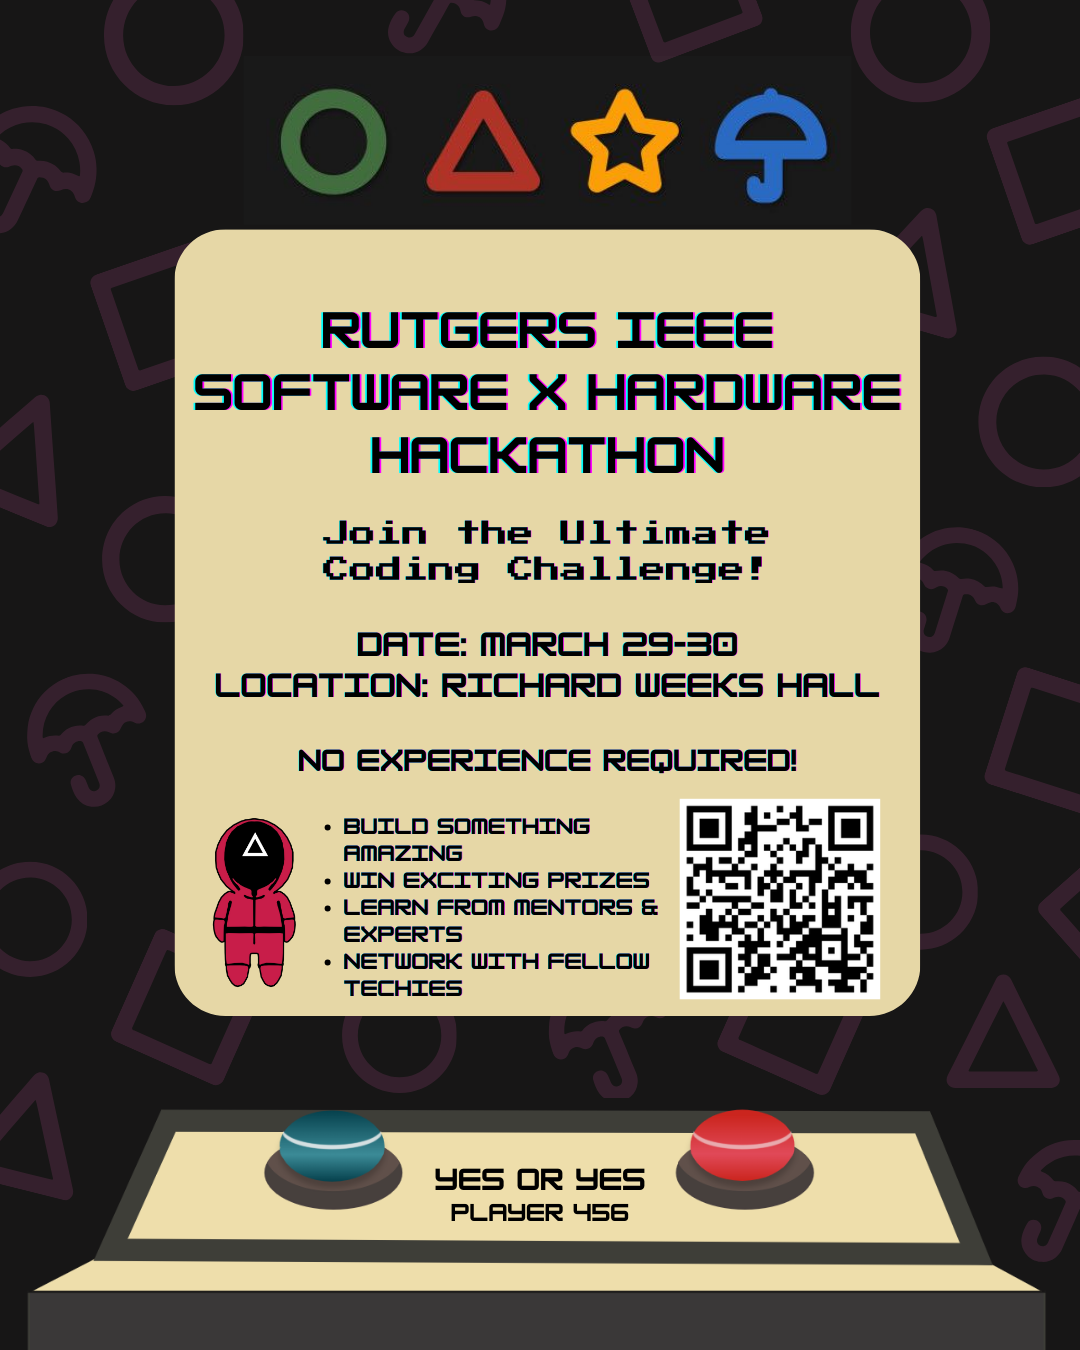 RUTGERS IEEE
SOFTWARE X HARDWARE
HACKATHON
Join the Ultimate
Coding Challenge!
DATE: MARCH 29-30
LOCATION: RICHARD WEEKS HALL
NO EXPERIENCE REQUIRED!
• BUILD SOMETHING
AMAZING
• WIN EXCITING PRIZES
• LEARN FROM MENTORS &
EXPERTS
• NETWORK WITH FELLOW
TECHIES
YES OR YES
PLAYER 456